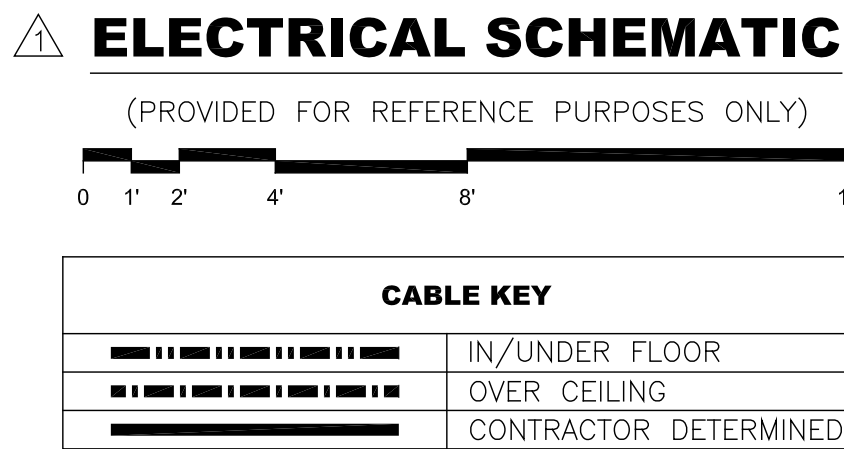 1 ELECTRICAL SCHEMATIC
(PROVIDED FOR REFERENCE PURPOSES ONLY)
0 1' 2' 4' 8'
CABLE KEY
IN/UNDER FLOOR
OVER CEILING
CONTRACTOR DETERMINED